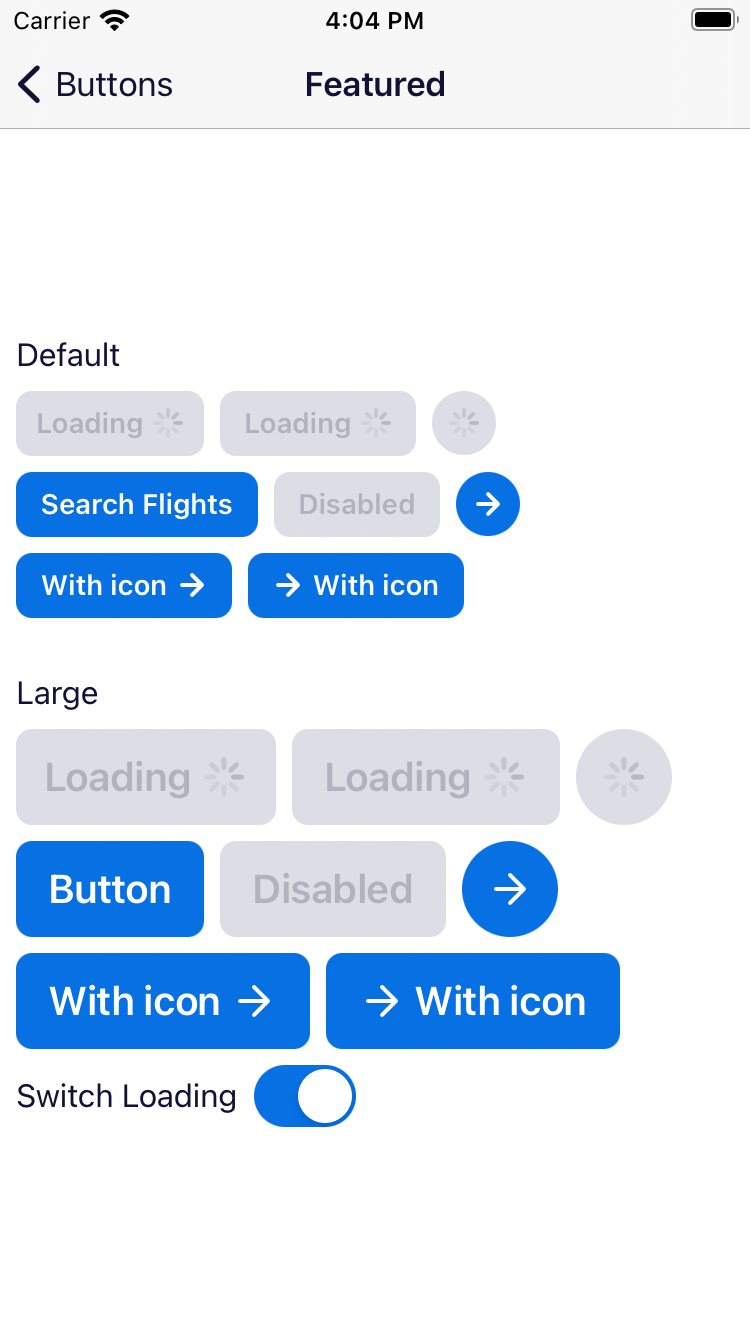 Carrier 4:04 PM
Buttons Featured
Default
Loading Loading
Search Flights Disabled
With icon With icon
Large
Loading Loading
Button Disabled
With icon With icon
Switch Loading